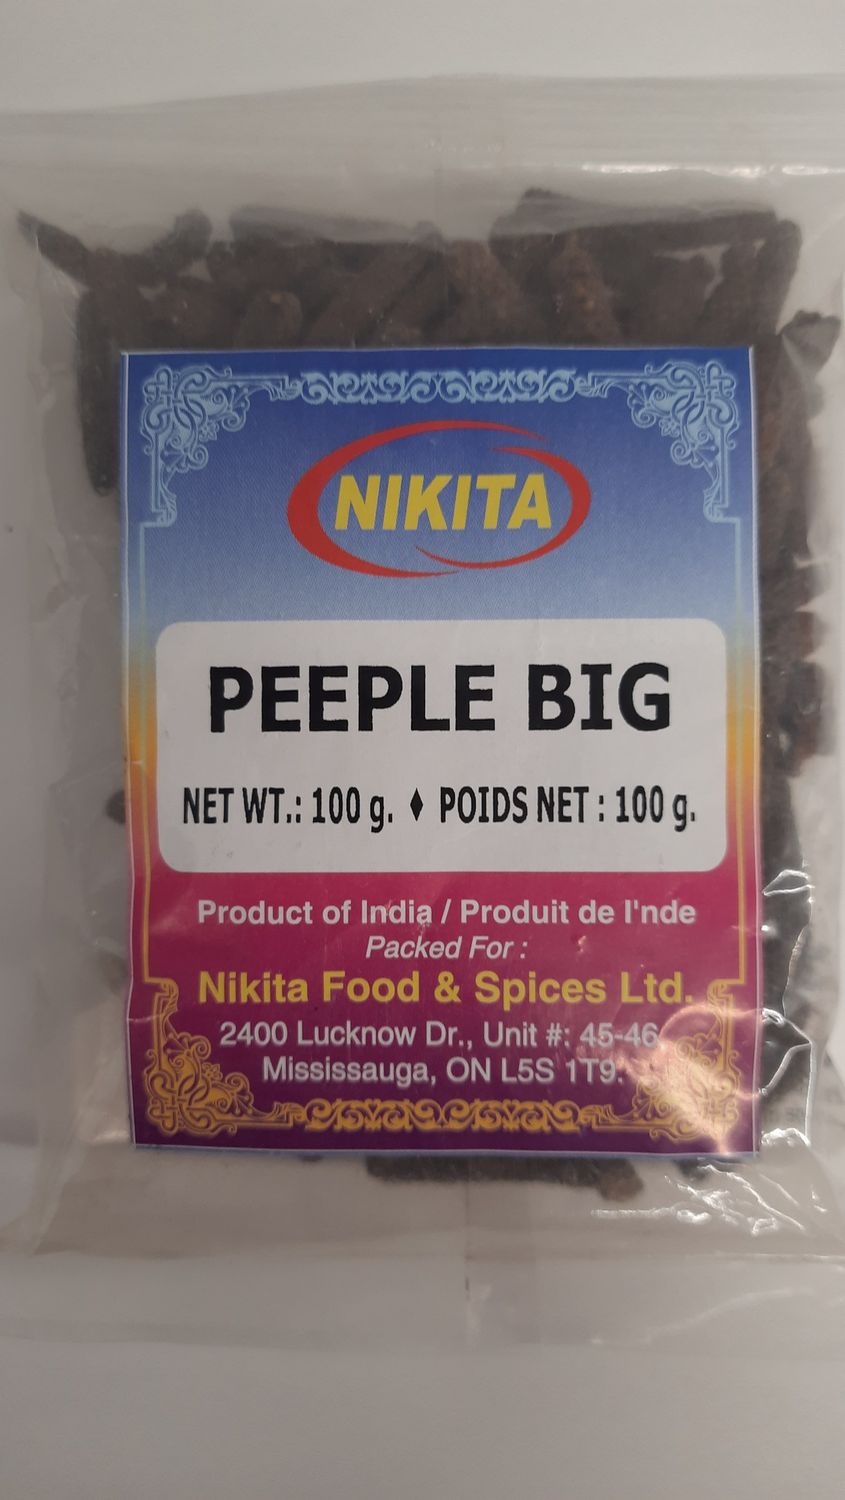 NIKITA
PEEPLE BIG
NET WT.: 100 g. ♦ POIDS NET : 100 g.
Product of India / Produit de l'nde
Packed For :
Nikita Food & Spices Ltd.
2400 Lucknow Dr., Unit #: 45-46,
Mississauga, ON L5S 1T9.